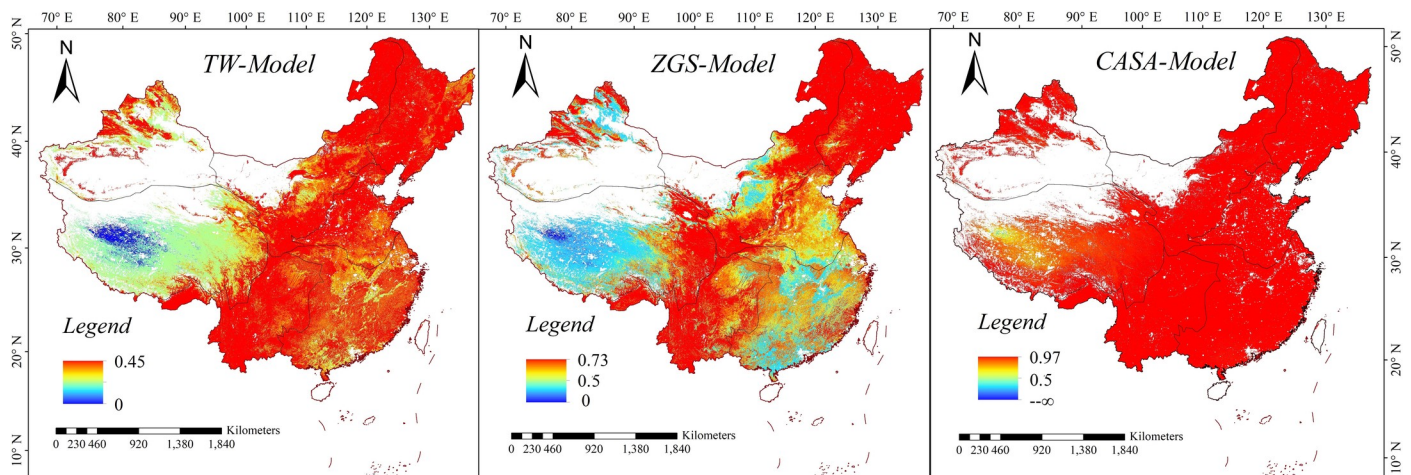 70° E 80° E 90° E 100° E 110° E 120° E 130° E
70° E 80° E 90° E 100° E 110° E 120° E 130° E
70° E 80° E 90° E 100° E 110° E 120° E 130° E
50° N
40° N
30° N
20° N
10° N
N
TW-Model
Legend
0.45
0
Kilometers
0 230 460 920 1,380 1,840
N
ZGS-Model
Legend
0.73
0.5
0
Kilometers
0 230 460 920 1,380 1,840
N
CASA-Model
Legend
0.97
0.5
--∞
Kilometers
0 230 460 920 1,380 1,840
50° N
40° N
30° N
20° N
10° N